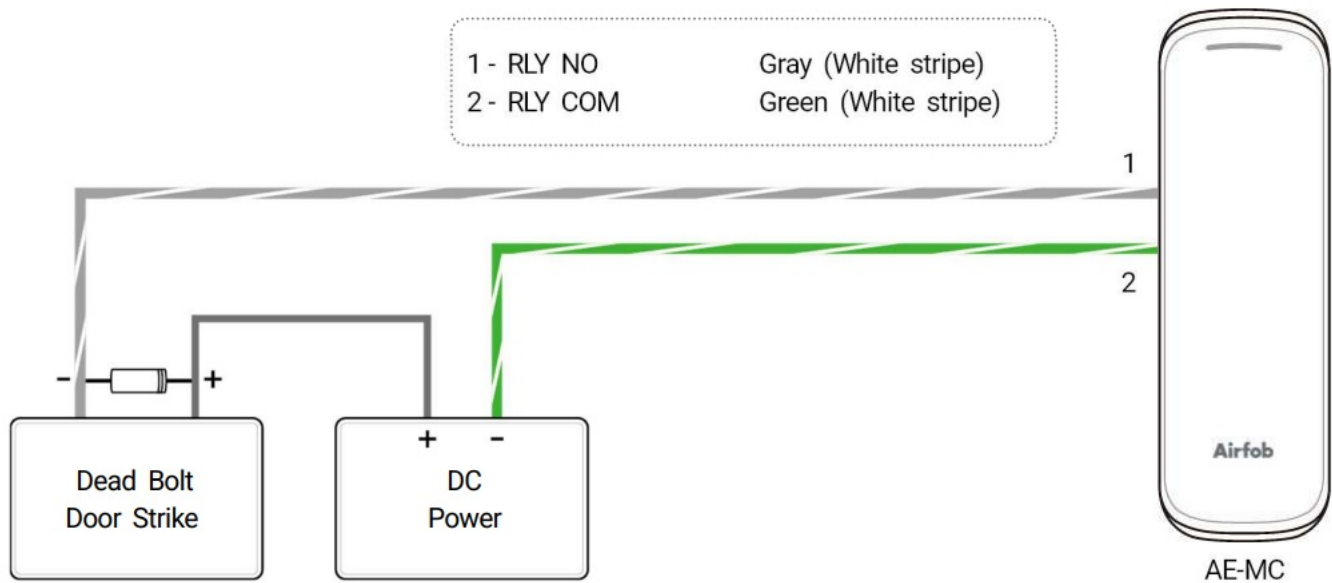 1 - RLY NO Gray (White stripe)
2 - RLY COM Green (White stripe)
1
2
- +
+ -
Dead Bolt
Door Strike
DC
Power
Airfob
AE-MC